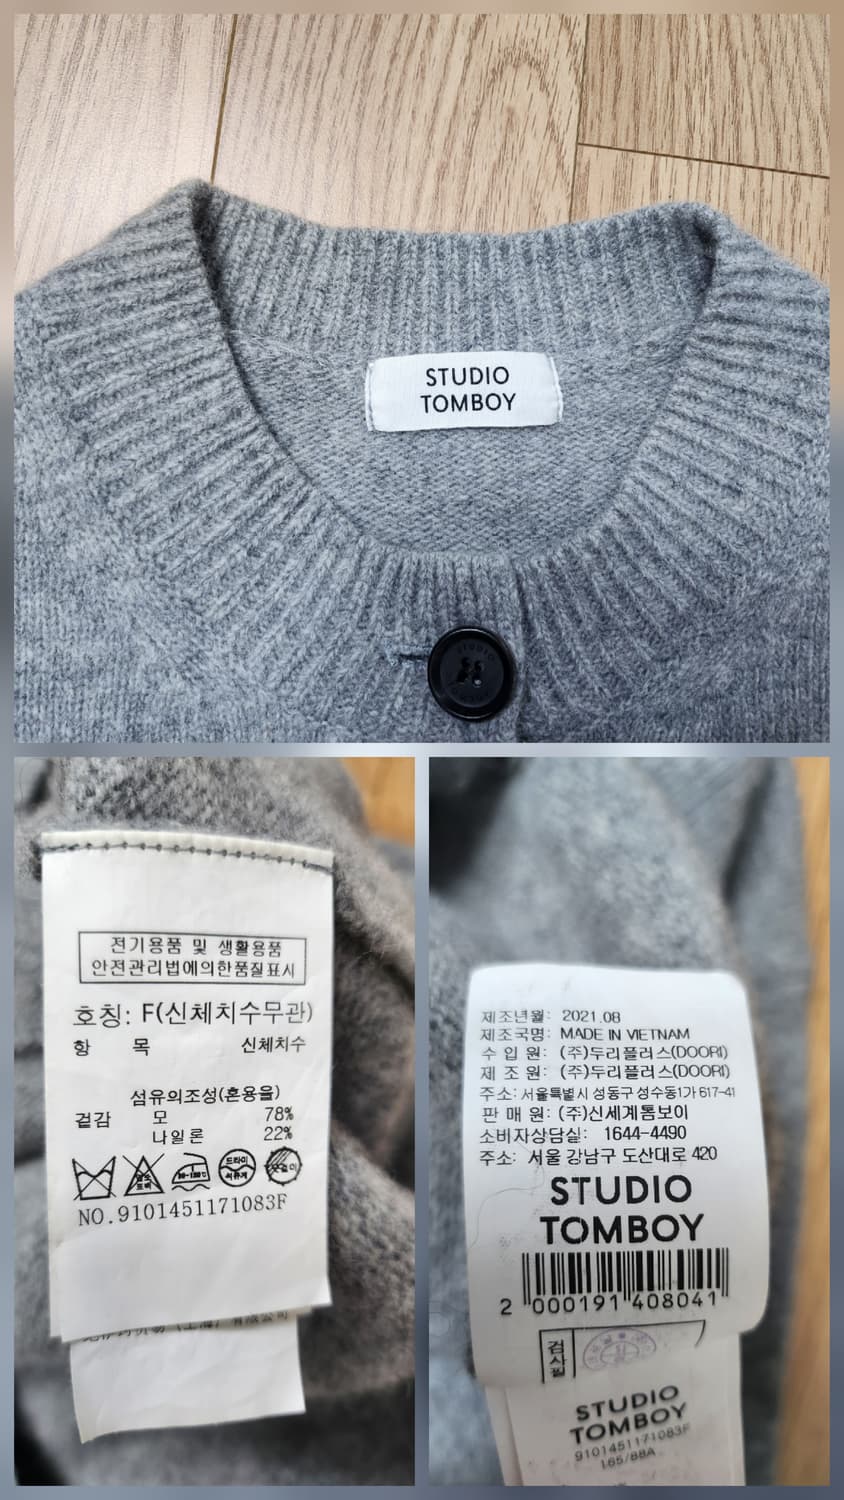 STUDIO
TOMBOY
전기용품 및 생활용품
안전관리법에의한품질표시
호칭: F(신체치수무관)
항 목 신체치수
섬유의조성(혼용율)
겉감 모 78%
나일론 22%
드라이
석유계
NO.9101451171083F
제조년월: 2021.08
제조국명: MADE IN VIETNAM
수 입 원: (주)두리플러스(DOORI)
제 조 원: (주)두리플러스(DOORI)
주소: 서울특별시 성동구 성수동1가 617-41
판 매 원: (주)신세계톰보이
소비자상담실: 1644-4490
주소: 서울 강남구 도산대로 420
STUDIO
TOMBOY
2 000191 408041
검사필
STUDIO
TOMBOY
9101451171083F
165/88A